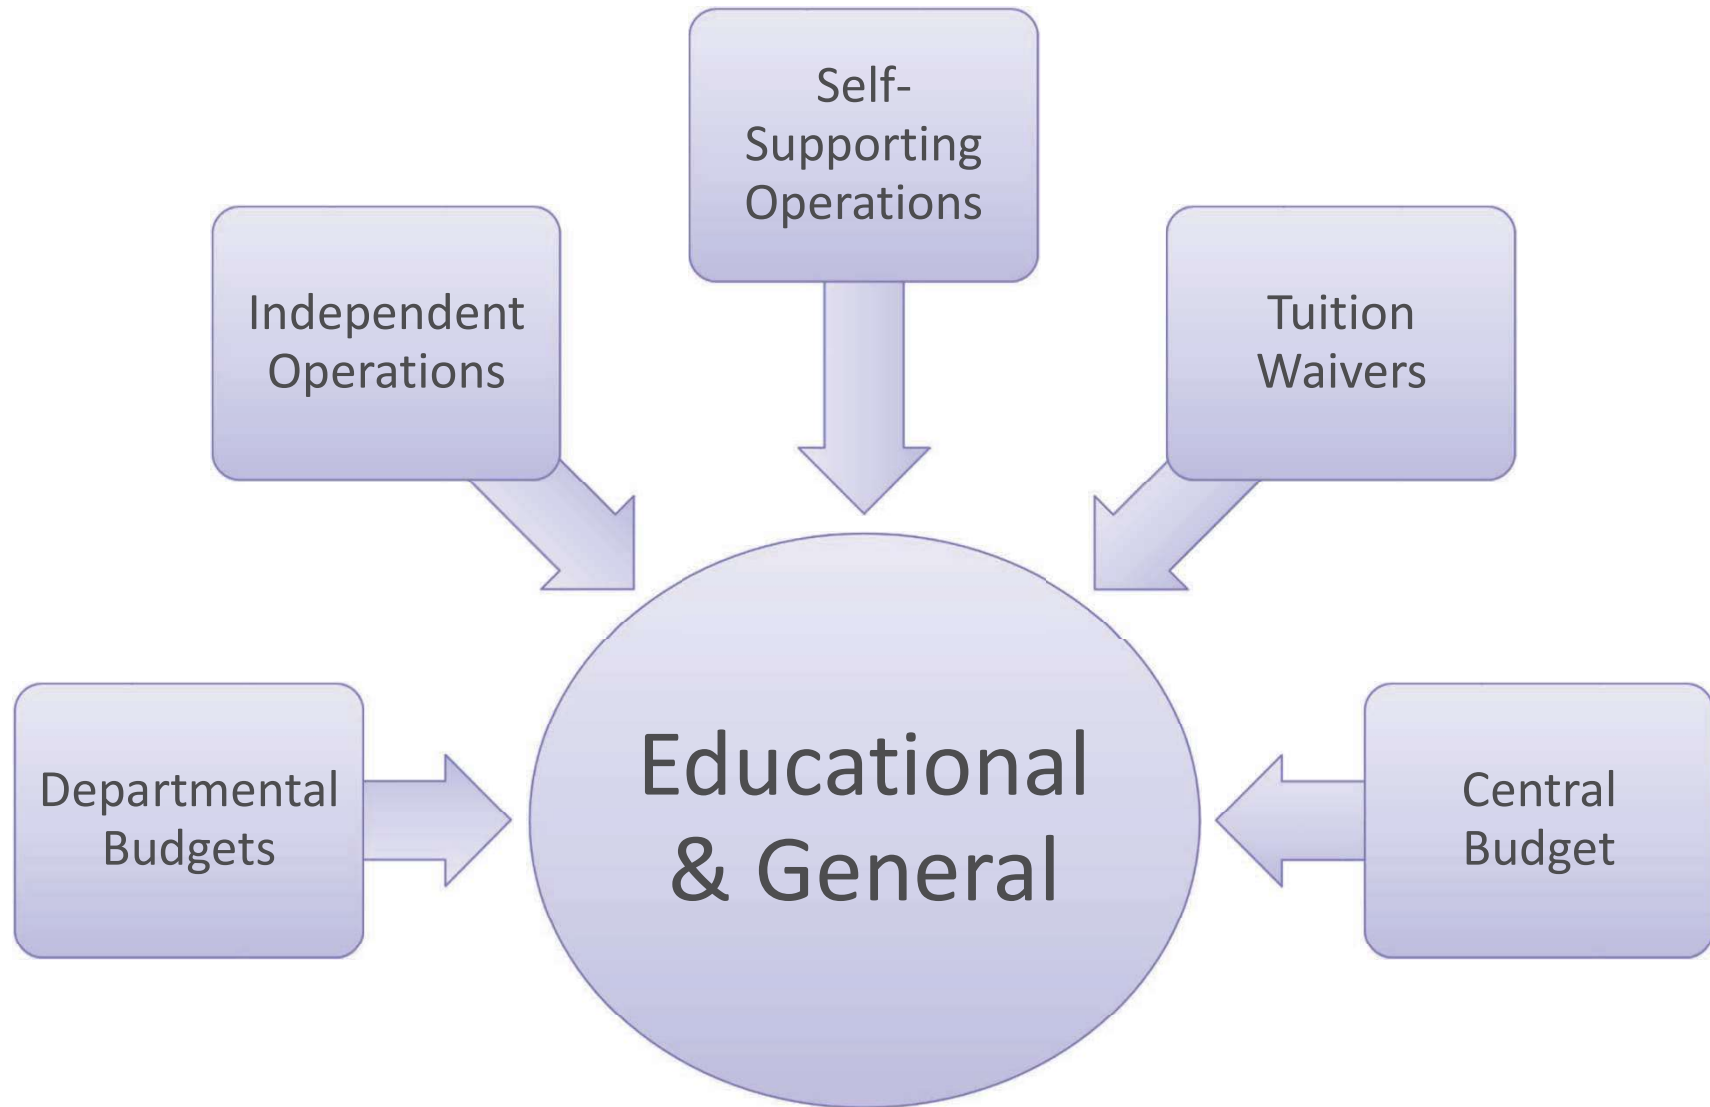 Self-
Supporting
Operations
Independent
Operations
Tuition
Waivers
Departmental
Budgets
Educational
& General
Central
Budget